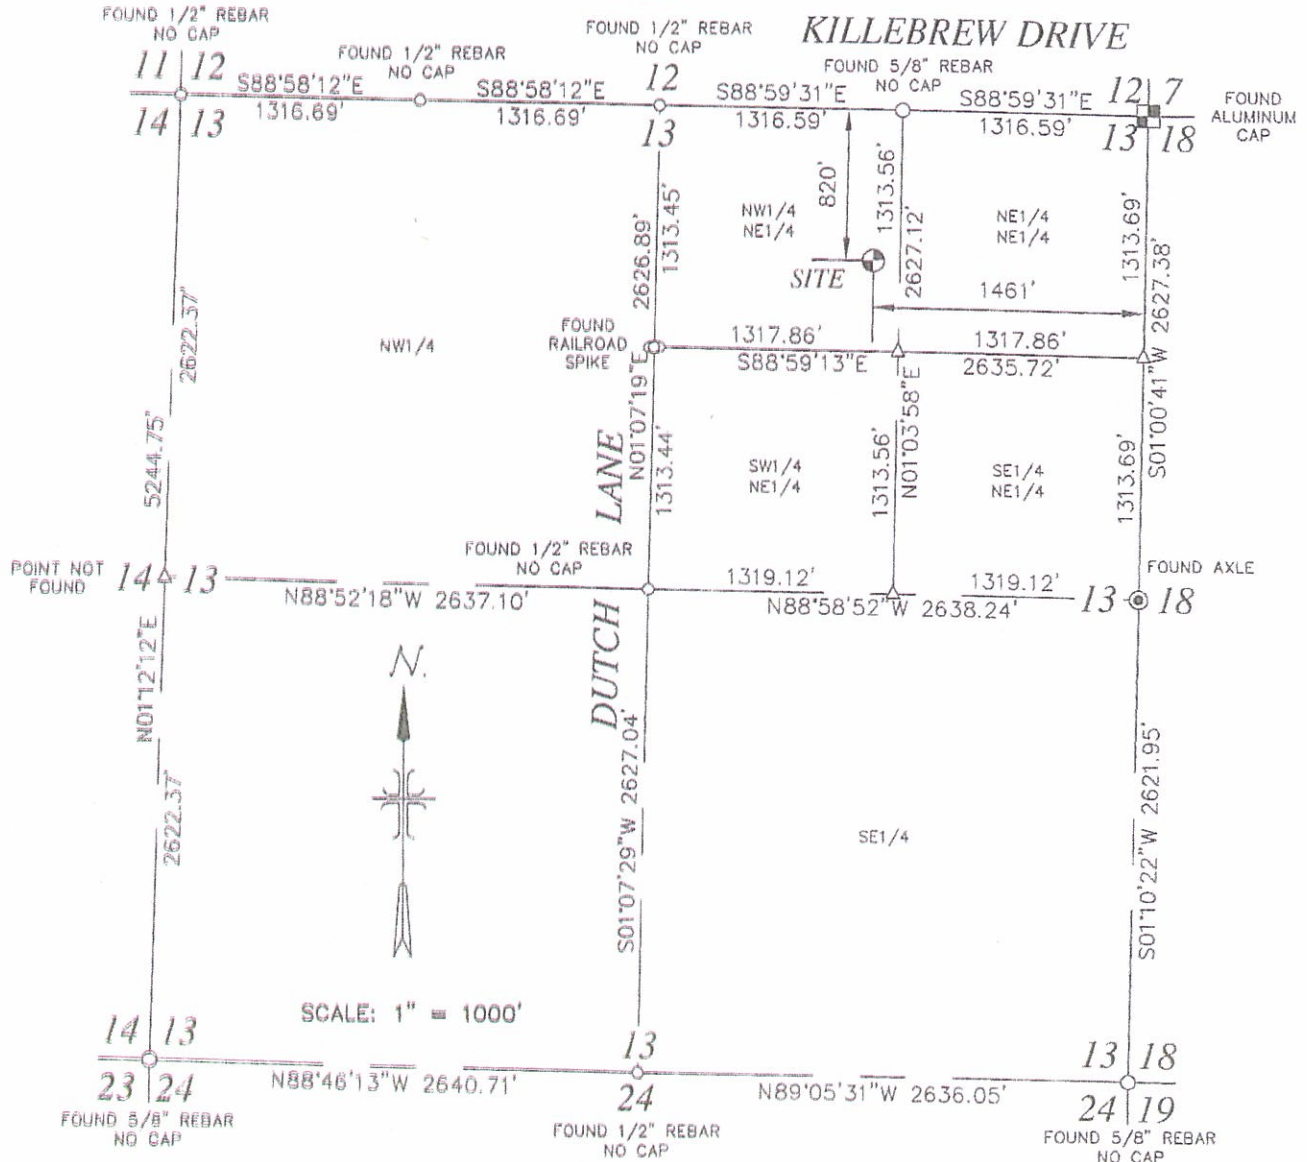 FOUND 1/2" REBAR
NO CAP
FOUND 1/2" REBAR
NO CAP
FOUND 1/2" REBAR
NO CAP
KILLEBREW DRIVE
FOUND 5/8" REBAR
NO CAP
11 12
14 13
S88°58'12"E
1316.69'
S88°58'12"E
1316.69'
12
13
S88°59'31"E
1316.59'
S88°59'31"E
1316.59'
12 7
13 18
FOUND
ALUMINUM
CAP
2622.37'
NW1/4
2626.89'
1313.45'
NW1/4
NE1/4
820'
1313.56'
2627.12'
NE1/4
NE1/4
1313.69'
2627.38'
SITE
1461'
FOUND
RAILROAD
SPIKE
1317.86'
S88°59'13"E
1317.86'
2635.72'
5244.75'
LANE
N01°07'19"E
1313.44'
SW1/4
NE1/4
1313.56'
N01°03'58"E
SE1/4
NE1/4
1313.69'
S01°00'41"W
POINT NOT
FOUND
14 13
N88°52'18"W 2637.10'
FOUND 1/2" REBAR
NO CAP
1319.12'
N88°58'52"W 2638.24'
1319.12'
13 18
FOUND AXLE
N01°12'12"E
2622.37'
N.
DUTCH
S01°07'29"W 2627.04'
SE1/4
S01°10'22"W 2621.95'
SCALE: 1" = 1000'
14 13
23 24
FOUND 5/8" REBAR
NO CAP
N88°46'13"W 2640.71'
13
24
FOUND 1/2" REBAR
NO CAP
N89°05'31"W 2636.05'
13 18
24 19
FOUND 5/8" REBAR
NO CAP